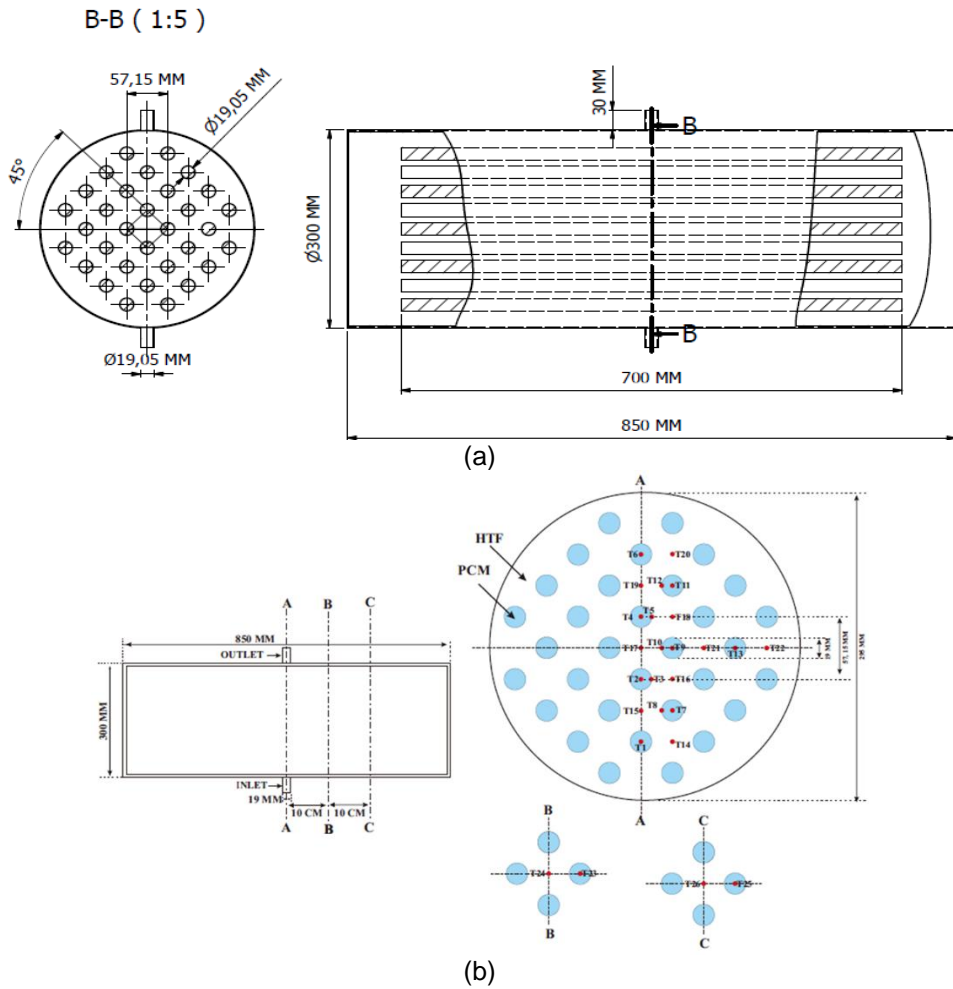 B-B ( 1:5 )
57,15 MM
Ø19,05 MM
45°
Ø19,05 MM
30 MM
B
Ø300 MM
B
700 MM
850 MM
(a)
A
HTF
PCM
T6
T20
T19
T12
T11
T4
T5
T18
T17
T10
T9
T21
T13
T22
T2
T3
T16
T15
T8
T7
T1
T14
19 MM
57, 15 MM
295 MM
A
A
B
C
850 MM
OUTLET
300 MM
INLET
19 MM
10 CM
10 CM
A
B
C
B
T24
T23
B
C
T26
T25
C
(b)